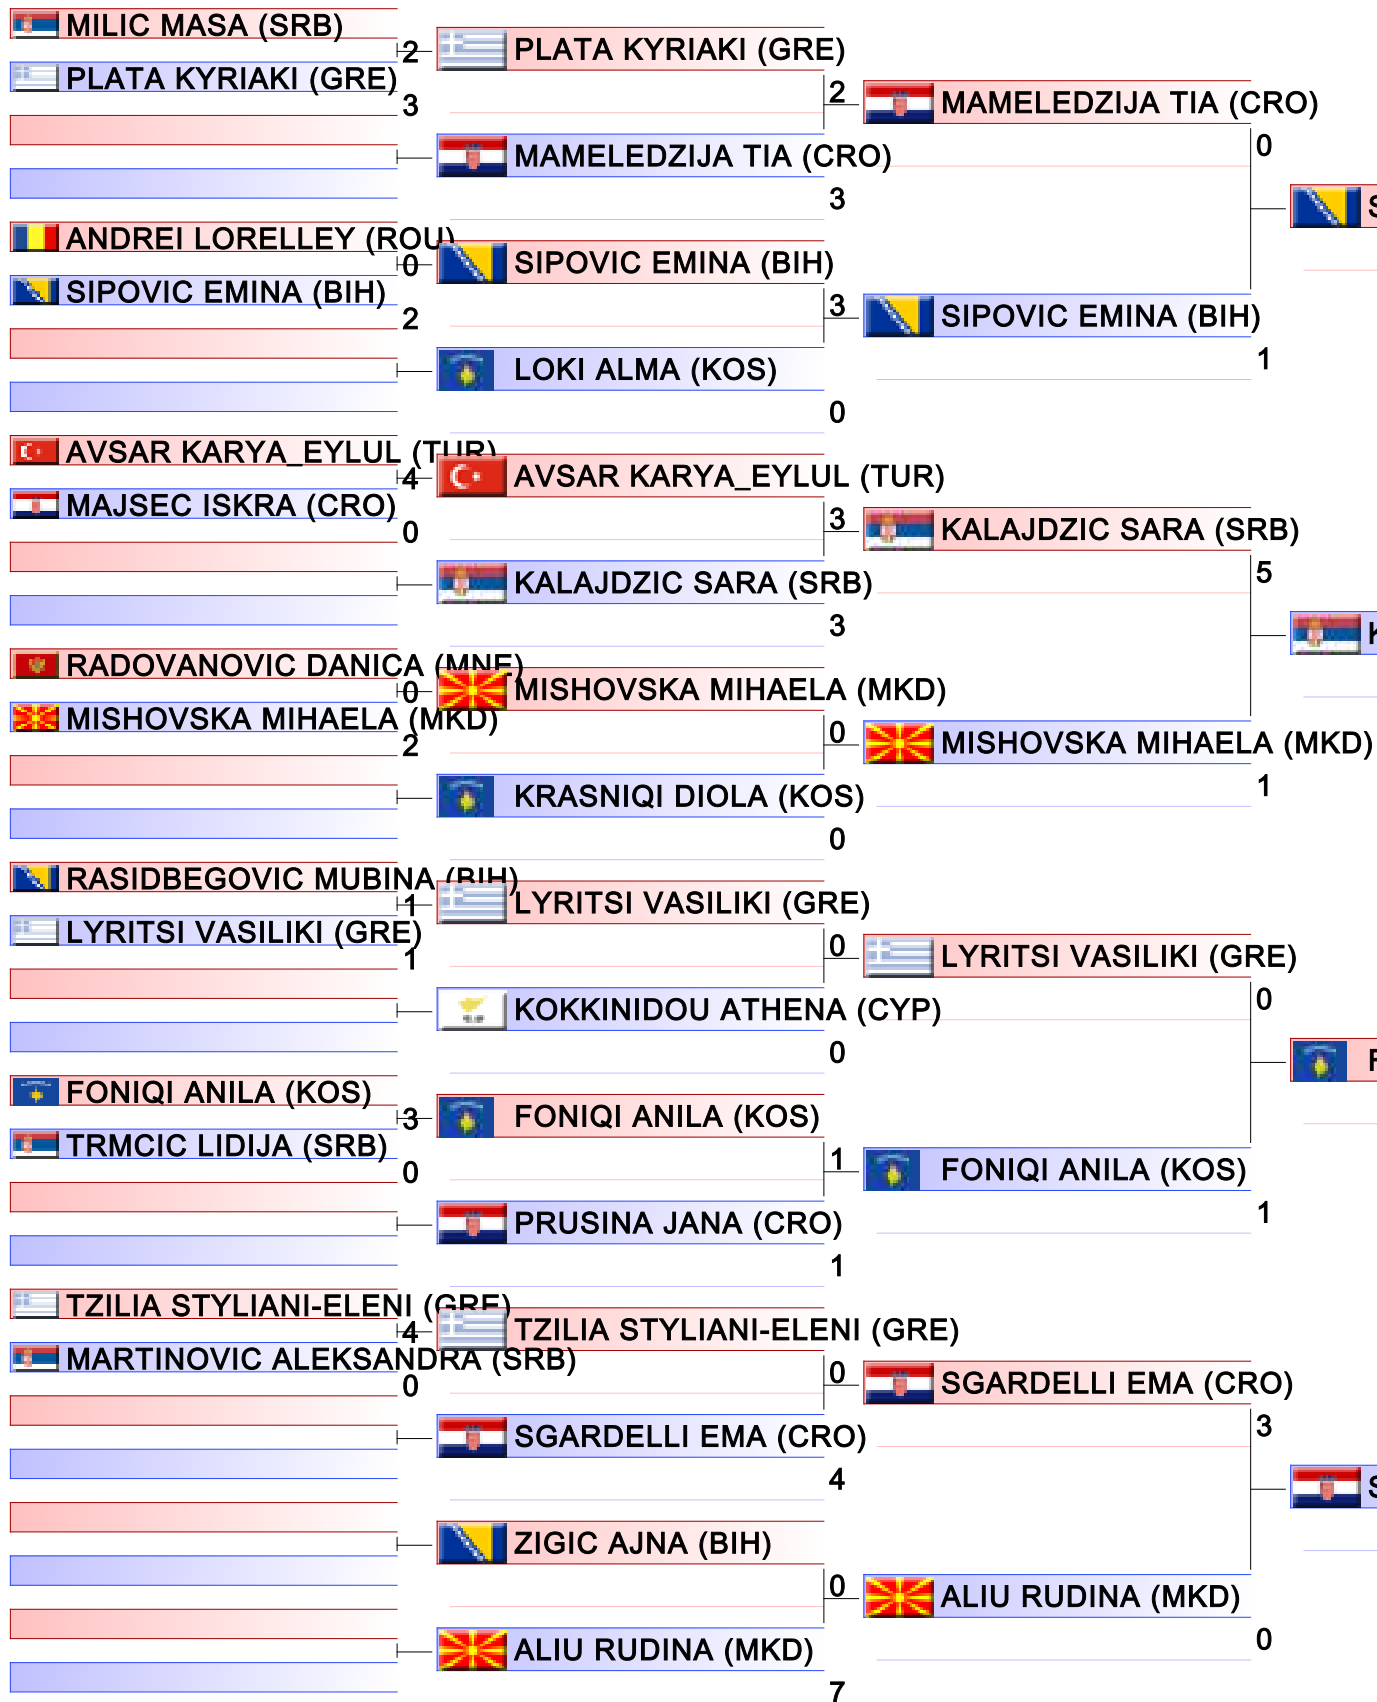 MILIC MASA (SRB)
2
PLATA KYRIAKI (GRE)
3
ANDREI LORELLEY (ROU)
0
SIPOVIC EMINA (BIH)
2
AVSAR KARYA_EYLUL (TUR)
4
MAJSEC ISKRA (CRO)
0
RADOVANOVIC DANICA (MNE)
0
MISHOVSKA MIHAELA (MKD)
2
RASIDBEGOVIC MUBINA (BIH)
1
LYRITSI VASILIKI (GRE)
1
FONIQI ANILA (KOS)
3
TRMCIC LIDIJA (SRB)
0
TZILIA STYLIANI-ELENI (GRE)
4
MARTINOVIC ALEKSANDRA (SRB)
0
PLATA KYRIAKI (GRE)
2
MAMELEDZIJA TIA (CRO)
3
SIPOVIC EMINA (BIH)
3
LOKI ALMA (KOS)
0
AVSAR KARYA_EYLUL (TUR)
3
KALAJDZIC SARA (SRB)
3
MISHOVSKA MIHAELA (MKD)
0
KRASNIQI DIOLA (KOS)
0
LYRITSI VASILIKI (GRE)
0
KOKKINIDOU ATHENA (CYP)
0
FONIQI ANILA (KOS)
1
PRUSINA JANA (CRO)
1
TZILIA STYLIANI-ELENI (GRE)
0
SGARDELLI EMA (CRO)
4
ZIGIC AJNA (BIH)
0
ALIU RUDINA (MKD)
7
MAMELEDZIJA TIA (CRO)
0
SIPOVIC EMINA (BIH)
1
KALAJDZIC SARA (SRB)
5
MISHOVSKA MIHAELA (MKD)
1
LYRITSI VASILIKI (GRE)
0
FONIQI ANILA (KOS)
1
SGARDELLI EMA (CRO)
3
ALIU RUDINA (MKD)
0